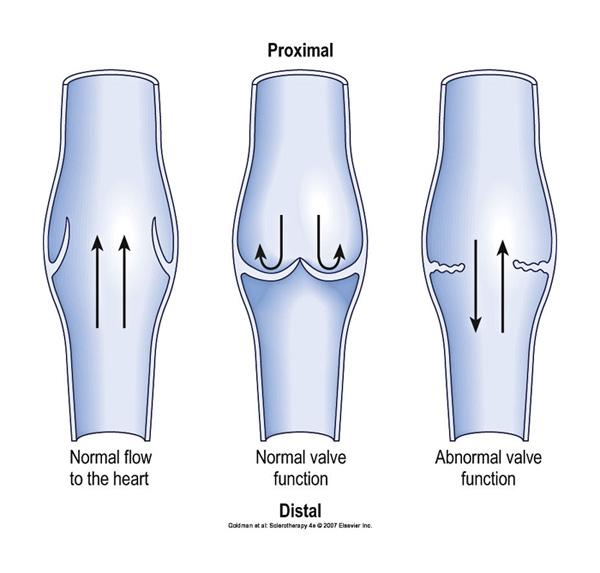 Proximal
Normal flow
to the heart
Normal valve
function
Abnormal valve
function
Distal
Goldman et al: Sclerotherapy 4e © 2007 Elsevier Inc.